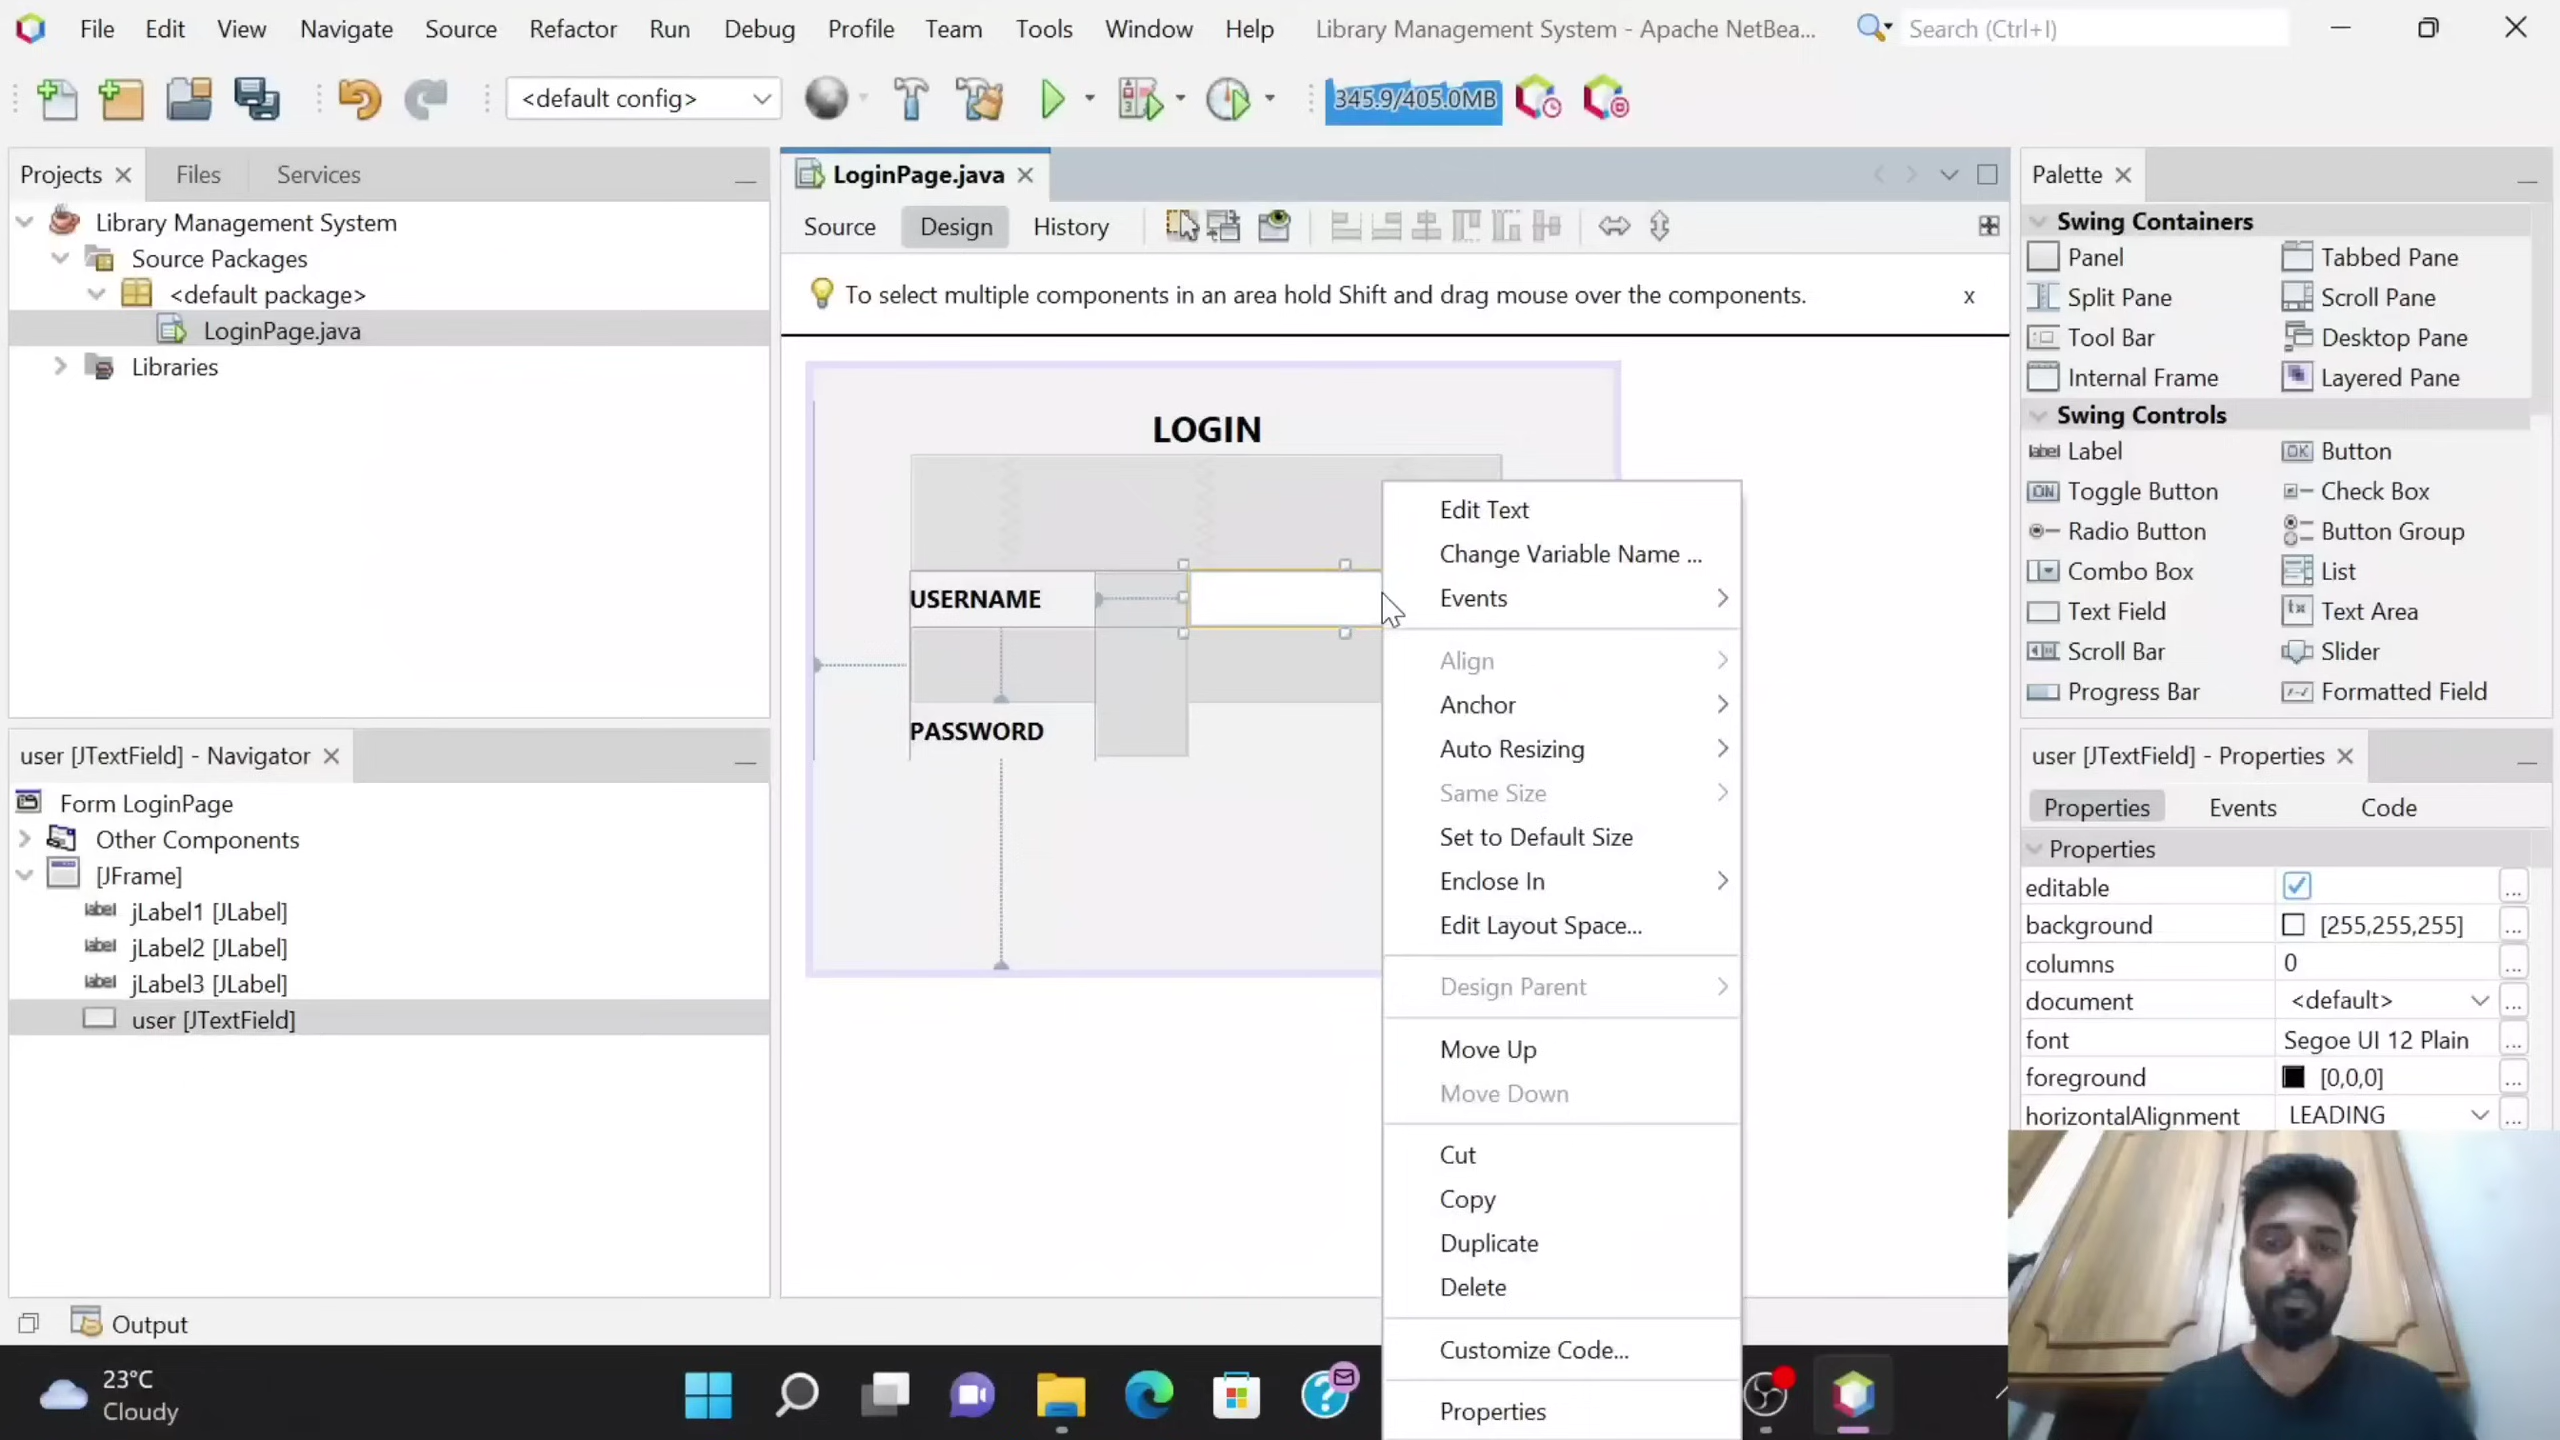 File Edit View Navigate Source Refactor Run Debug Profile Team Tools Window Help Library Management System - Apache NetBea... Search (Ctrl+I)
<default config> 345.9/405.0MB
Projects Files Services
Library Management System
Source Packages
<default package>
LoginPage.java
Libraries
LoginPage.java
Source Design History
To select multiple components in an area hold Shift and drag mouse over the components. x
LOGIN
USERNAME
PASSWORD
Edit Text
Change Variable Name ...
Events
Align
Anchor
Auto Resizing
Same Size
Set to Default Size
Enclose In
Edit Layout Space...
Design Parent
Move Up
Move Down
Cut
Copy
Duplicate
Delete
Customize Code...
Properties
Palette
Swing Containers
Panel Tabbed Pane
Split Pane Scroll Pane
Tool Bar Desktop Pane
Internal Frame Layered Pane
Swing Controls
label Label OK Button
ON Toggle Button Check Box
Radio Button Button Group
Combo Box List
Text Field Text Area
Scroll Bar Slider
Progress Bar Formatted Field
user [JTextField] - Navigator
Form LoginPage
Other Components
[JFrame]
label jLabel1 [JLabel]
label jLabel2 [JLabel]
label jLabel3 [JLabel]
user [JTextField]
user [JTextField] - Properties
Properties Events Code
Properties
editable ...
background [255,255,255] ...
columns 0 ...
document <default> ...
font Segoe UI 12 Plain ...
foreground [0,0,0] ...
horizontalAlignment LEADING ...
Output
23°C
Cloudy